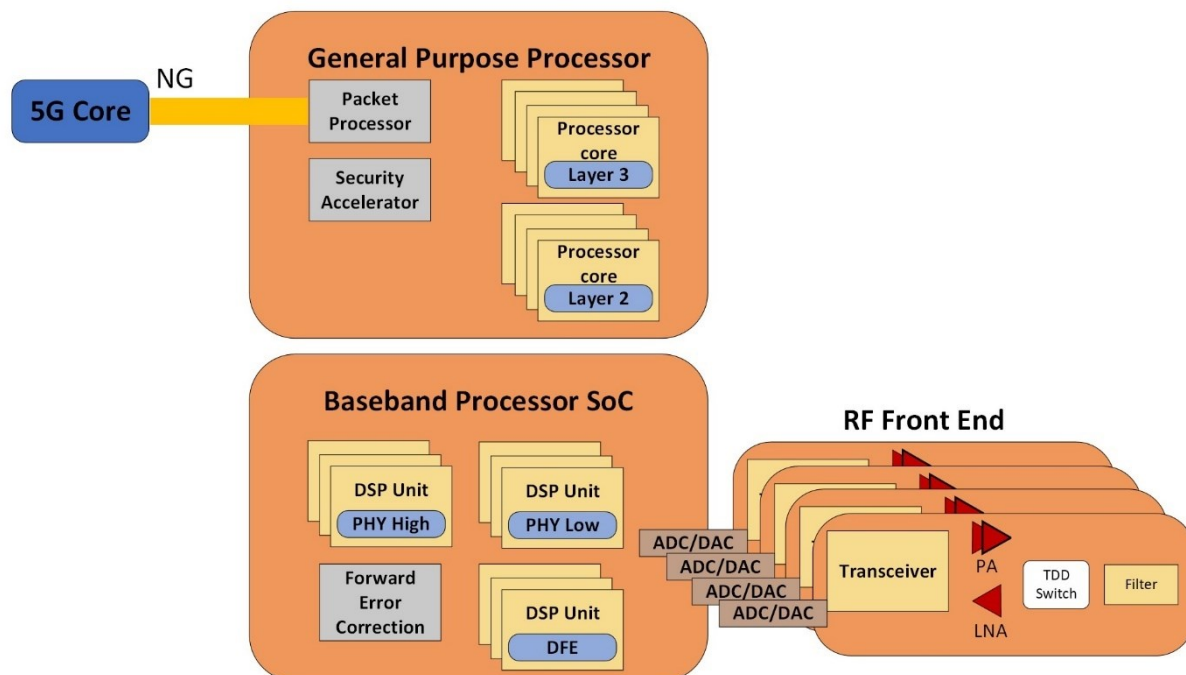 General Purpose Processor
NG
5G Core
Packet
Processor
Security
Accelerator
Processor
core
Layer 3
Processor
core
Layer 2
Baseband Processor SoC
DSP Unit
PHY High
DSP Unit
PHY Low
Forward
Error
Correction
DSP Unit
DFE
RF Front End
ADC/DAC
ADC/DAC
ADC/DAC
ADC/DAC
Transceiver
PA
LNA
TDD
Switch
Filter